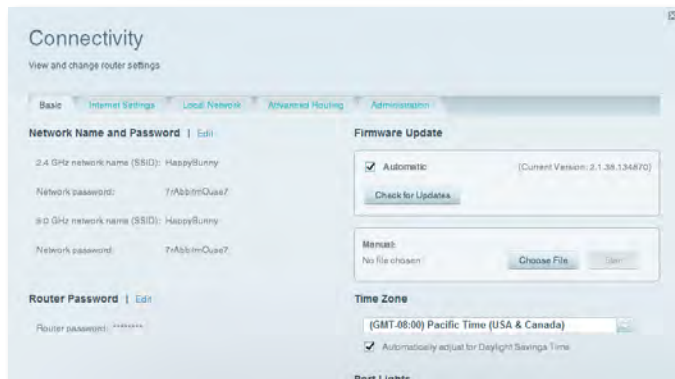 Connectivity
View and change router settings
Basic
Internet Settings
Local Network
Advanced Routing
Administration
Network Name and Password | Edit
2.4 GHz network name (SSID): HappyBunny
Network password:
5.0 GHz network name (SSID): HappyBunny
Network password:
Router Password | Edit
Router password: ********
Firmware Update
Automatic
(Current Version: 2.1.38.134870)
Check for Updates
Manual:
No file chosen
Choose File
Start
Time Zone
(GMT-08:00) Pacific Time (USA & Canada)
Automatically adjust for Daylight Savings Time
Port Lights